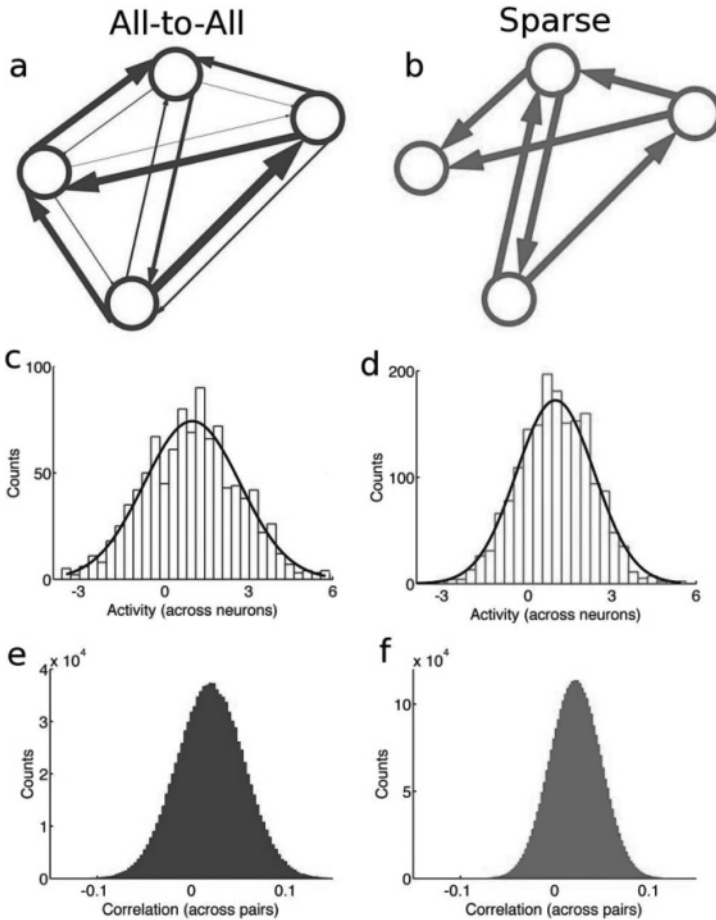 All-to-All
Sparse
a
b
c
100
50
0
Counts
-3
0
3
6
Activity (across neurons)
d
200
100
0
Counts
-3
0
3
6
Activity (across neurons)
e
x 10⁴
4
3
2
1
0
Counts
-0.1
0
0.1
Correlation (across pairs)
f
x 10⁴
10
5
0
Counts
-0.1
0
0.1
Correlation (across pairs)